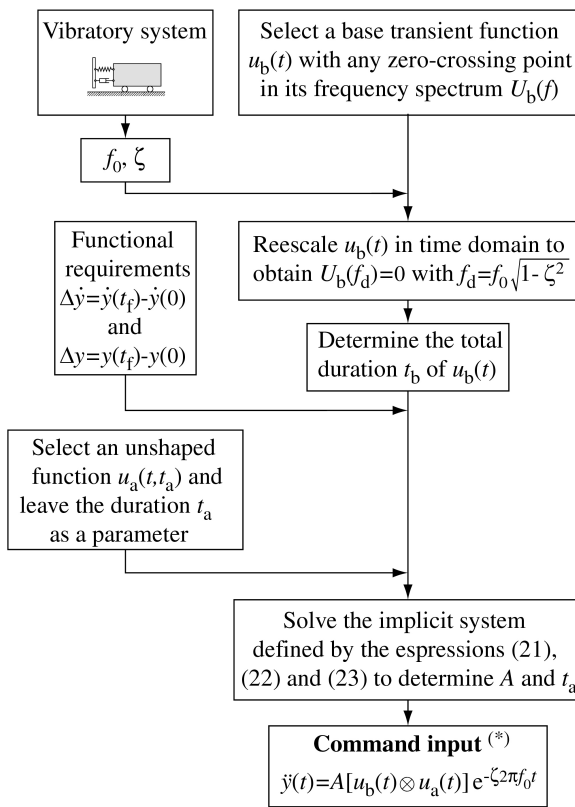 Vibratory system
Select a base transient function
u_b(t) with any zero-crossing point
in its frequency spectrum U_b(f)
f_0, ζ
Functional
requirements
Δẏ=ẏ(t_f)-ẏ(0)
and
Δy=y(t_f)-y(0)
Reescale u_b(t) in time domain to
obtain U_b(f_d)=0 with f_d=f_0√(1-ζ²)
Determine the total
duration t_b of u_b(t)
Select an unshaped
function u_a(t,t_a) and
leave the duration t_a
as a parameter
Solve the implicit system
defined by the espressions (21),
(22) and (23) to determine A and t_a
Command input (*)
ÿ(t)=A[u_b(t)⊗u_a(t)]e^{-ζ2πf_0t}